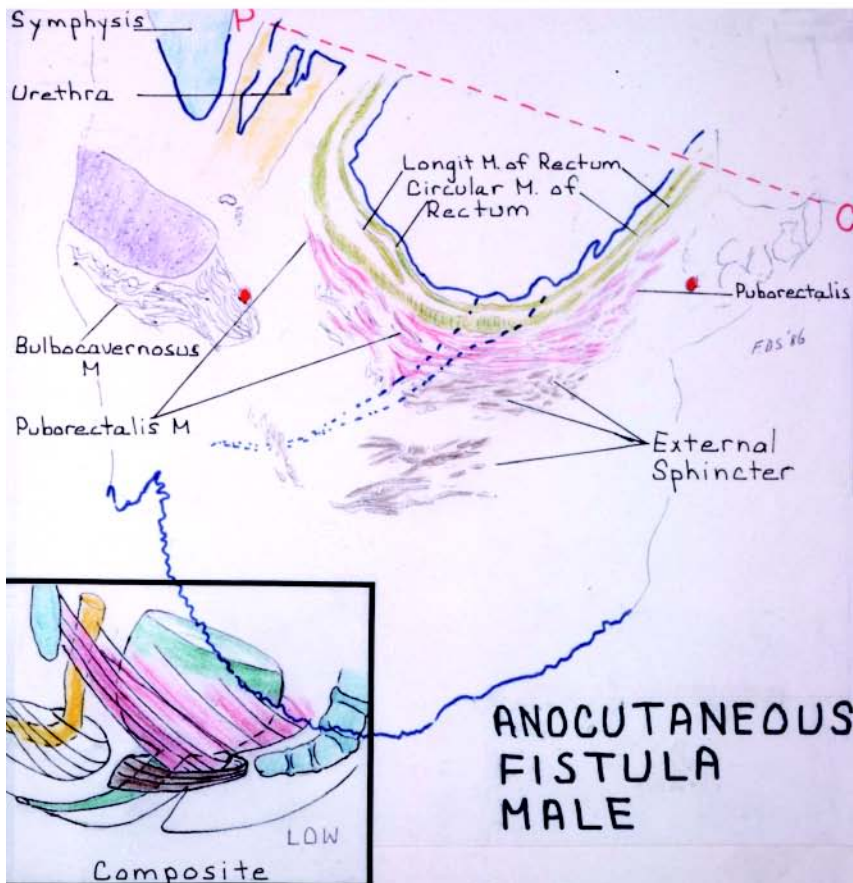 Symphysis
P
Urethra
Longit M. of Rectum
Circular M. of
Rectum
C
Puborectalis
FDS '86
Bulbocavernosus
M
Puborectalis M
External
Sphincter
ANOCUTANEOUS
FISTULA
MALE
LOW
Composite